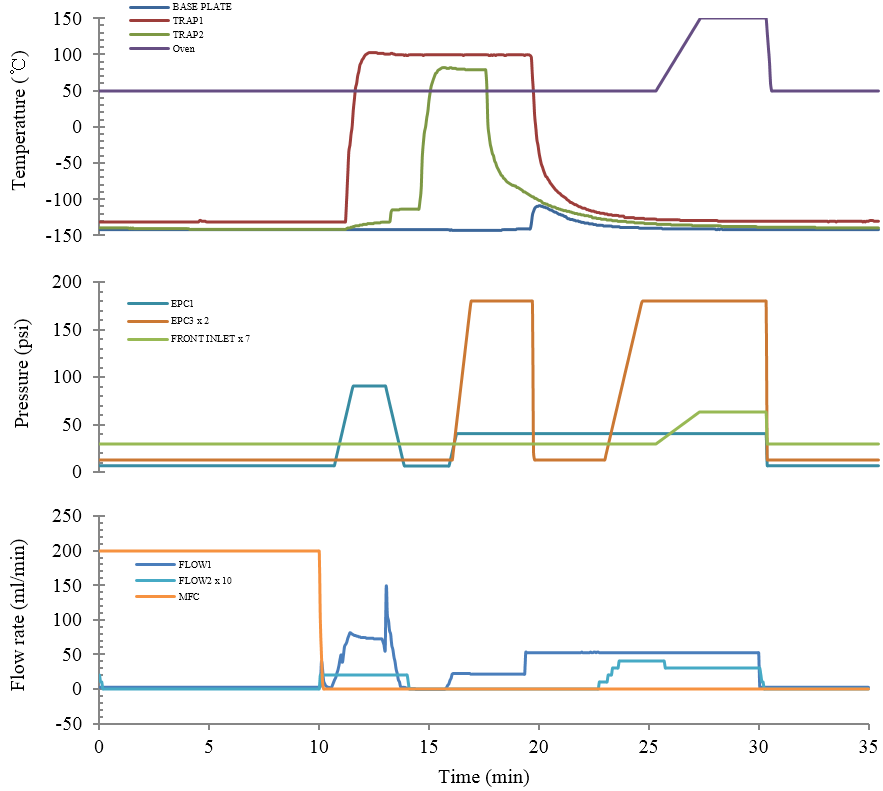 BASE PLATE
TRAP1
TRAP2
Oven
Temperature (℃)
150
100
50
0
-50
-100
-150
EPC1
EPC3 x 2
FRONT INLET x 7
Pressure (psi)
200
150
100
50
0
FLOW1
FLOW2 x 10
MFC
Flow rate (ml/min)
250
200
150
100
50
0
-50
0 5 10 15 20 25 30 35
Time (min)